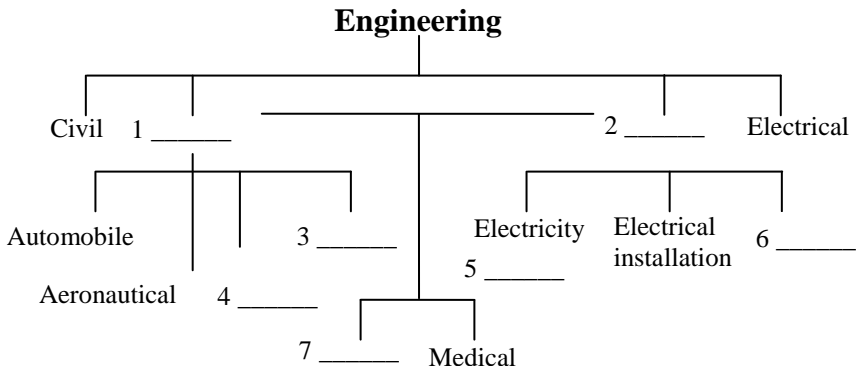 Engineering
Civil 1 ______ 2 ______ Electrical
Automobile 3 ______ Electricity Electrical installation 6 ______
5 ______
Aeronautical 4 ______
7 ______ Medical